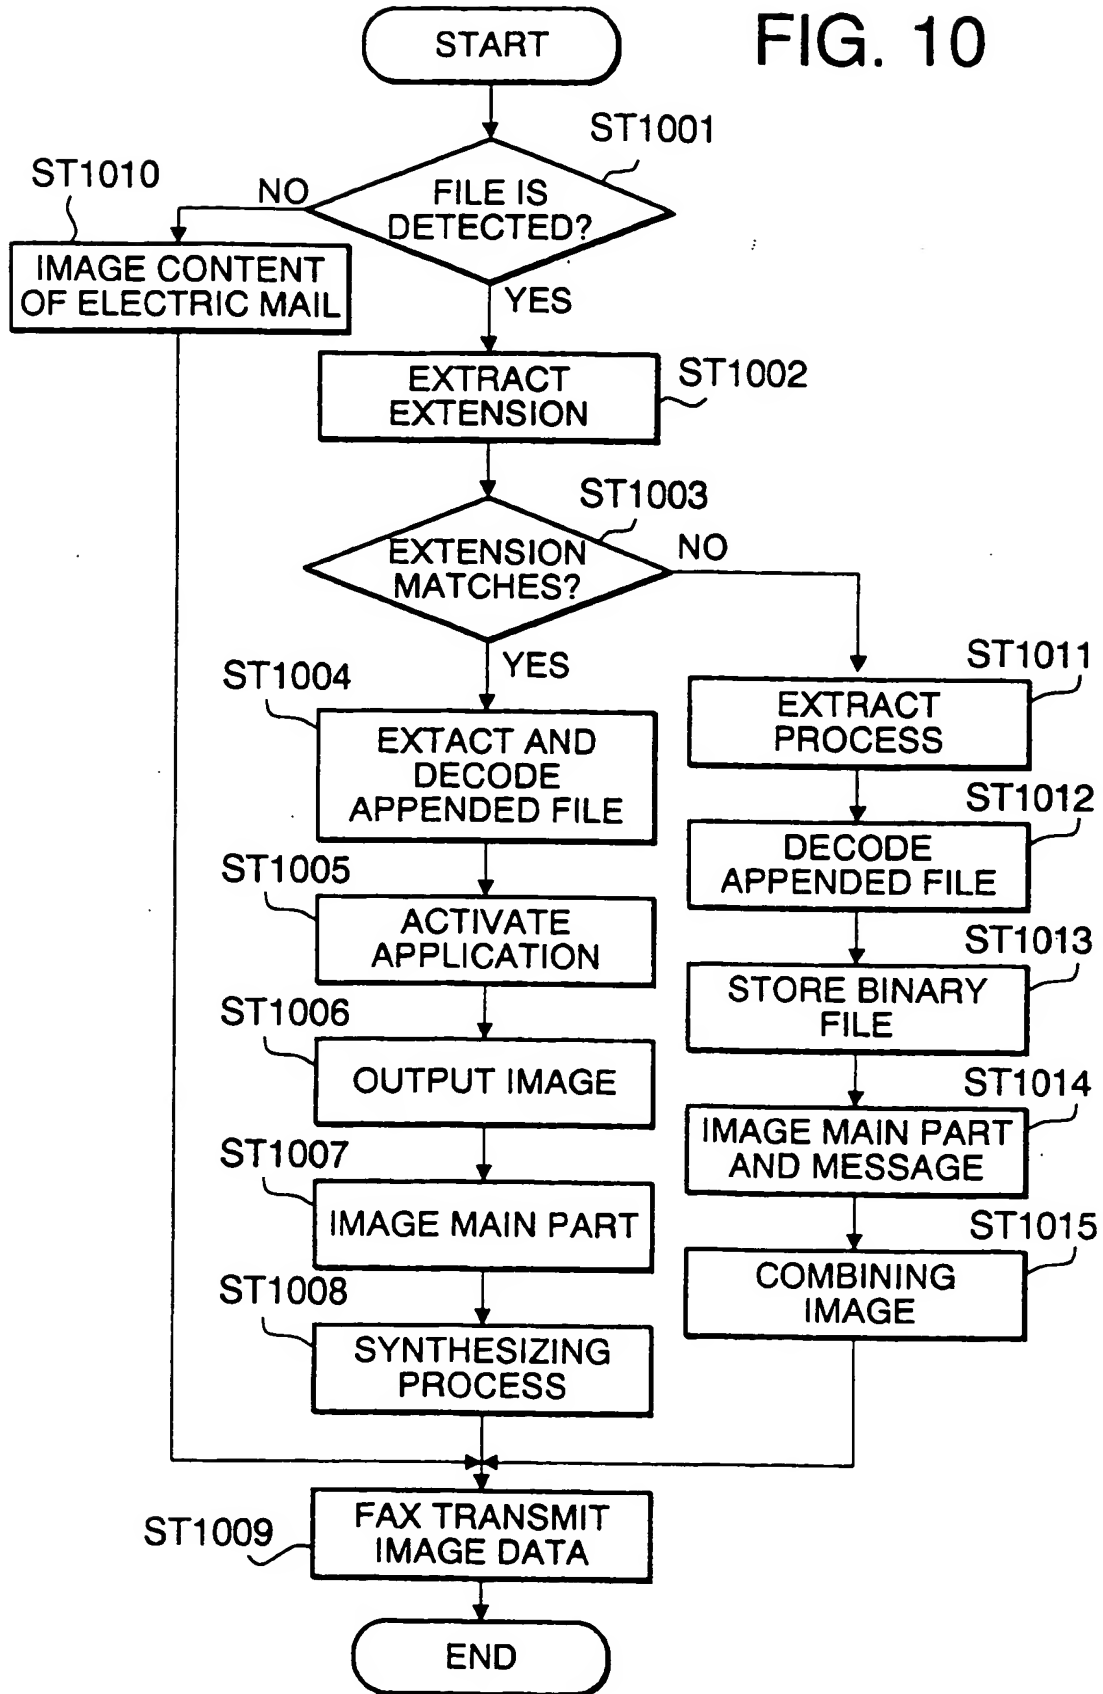 FIG. 10
START
ST1001
FILE IS
DETECTED?
NO
YES
ST1010
IMAGE CONTENT
OF ELECTRIC MAIL
EXTRACT
EXTENSION
ST1002
ST1003
EXTENSION
MATCHES?
NO
YES
ST1004
EXTACT AND
DECODE
APPENDED FILE
ST1005
ACTIVATE
APPLICATION
ST1006
OUTPUT IMAGE
ST1007
IMAGE MAIN PART
ST1008
SYNTHESIZING
PROCESS
ST1011
EXTRACT
PROCESS
ST1012
DECODE
APPENDED FILE
ST1013
STORE BINARY
FILE
ST1014
IMAGE MAIN PART
AND MESSAGE
ST1015
COMBINING
IMAGE
ST1009
FAX TRANSMIT
IMAGE DATA
END